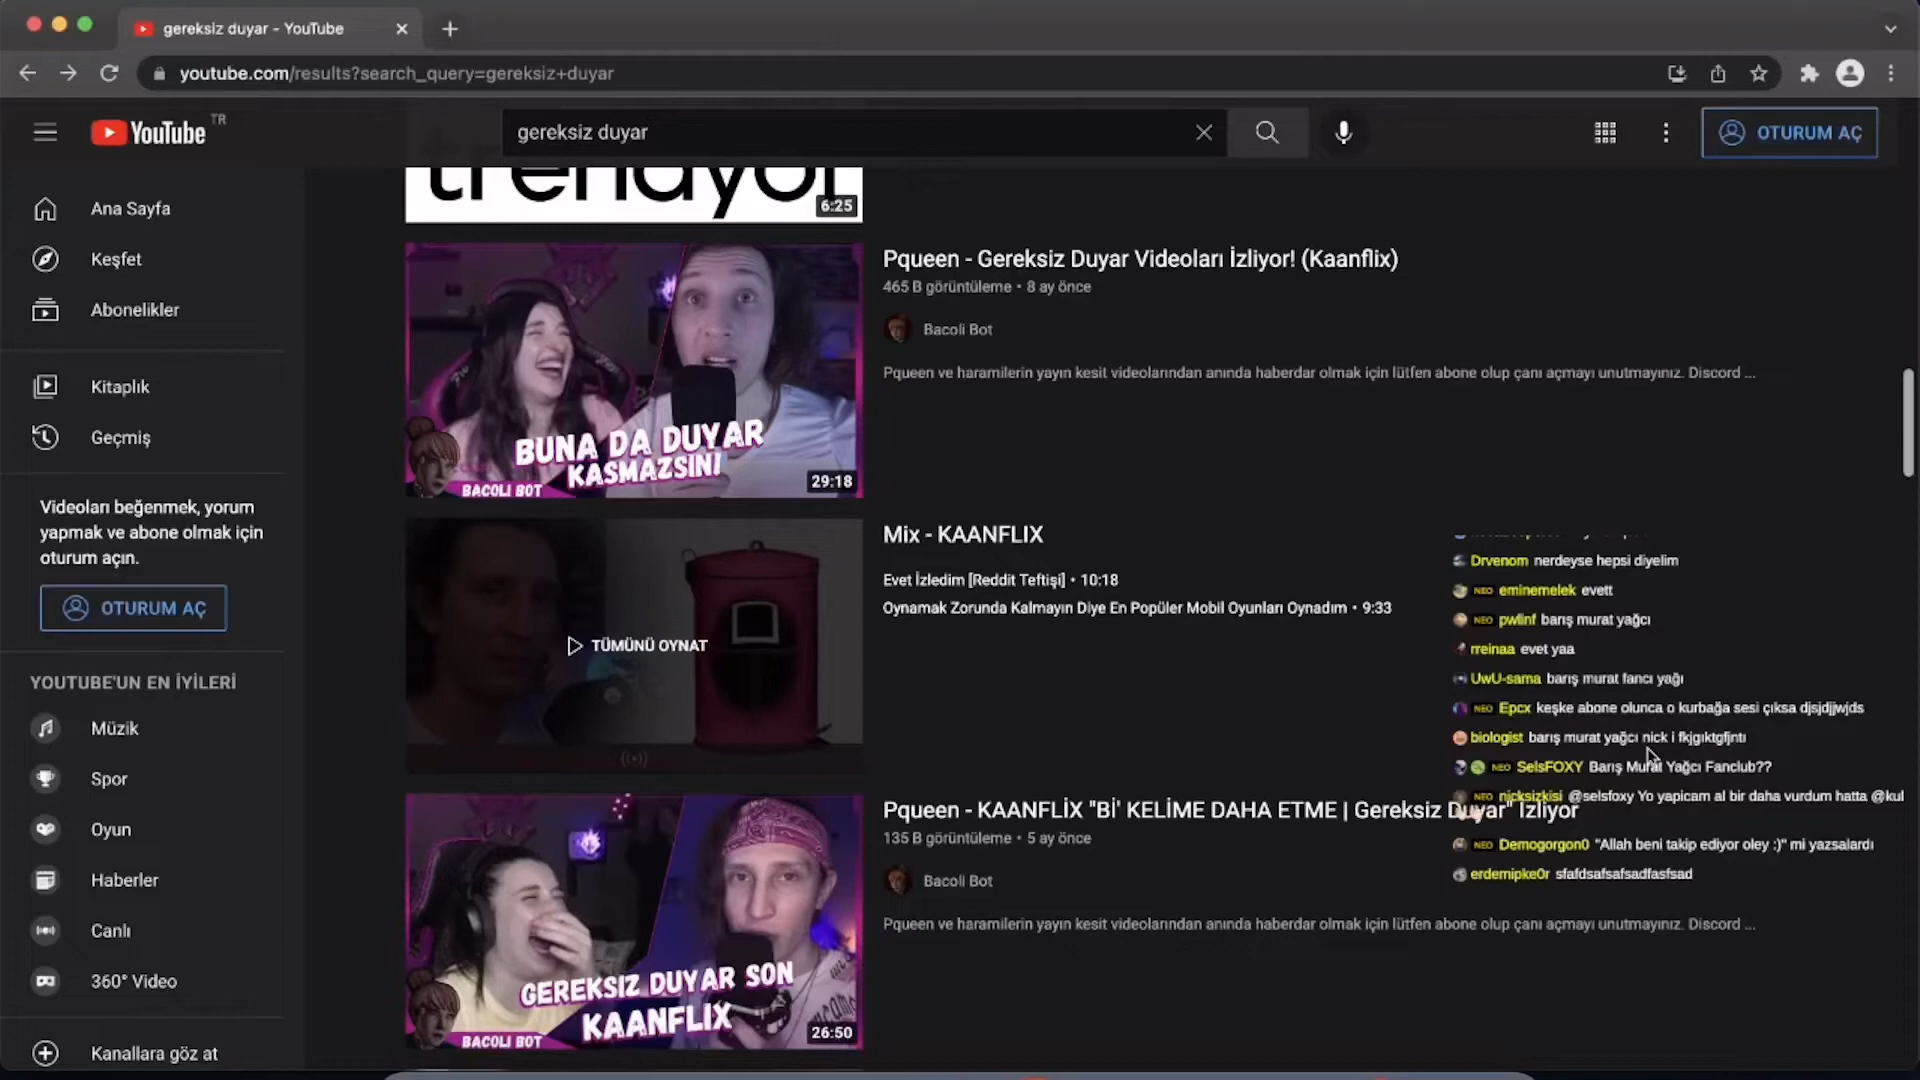 gereksiz duyar - YouTube
youtube.com/results?search_query=gereksiz+duyar
YouTube TR
gereksiz duyar
OTURUM AÇ
Ana Sayfa
Keşfet
Abonelikler
Kitaplık
Geçmiş
Videoları beğenmek, yorum
yapmak ve abone olmak için
oturum açın.
OTURUM AÇ
YOUTUBE'UN EN İYİLERİ
Müzik
Spor
Oyun
Haberler
Canlı
360° Video
Kanallara göz at
trendyol
6:25
BUNA DA DUYAR
KASMAZSIN!
BACOLI BOT
29:18
Pqueen - Gereksiz Duyar Videoları İzliyor! (Kaanflix)
465 B görüntüleme • 8 ay önce
Bacoli Bot
Pqueen ve haramilerin yayın kesit videolarından anında haberdar olmak için lütfen abone olup çanı açmayı unutmayınız. Discord ...
TÜMÜNÜ OYNAT
Mix - KAANFLIX
Evet İzledim [Reddit Teftişi] • 10:18
Oynamak Zorunda Kalmayın Diye En Popüler Mobil Oyunları Oynadım • 9:33
GEREKSIZ DUYAR SON
KAANFLIX
BACOLI BOT
26:50
Pqueen - KAANFLİX "Bİ' KELİME DAHA ETME | Gereksiz Duyar" İzliyor
135 B görüntüleme • 5 ay önce
Bacoli Bot
Pqueen ve haramilerin yayın kesit videolarından anında haberdar olmak için lütfen abone olup çanı açmayı unutmayınız. Discord ...
Drvenom nerdeyse hepsi diyelim
NEO eminemelek evett
NEO pwlinf barış murat yağcı
rreinaa evet yaa
UwU-sama barış murat fancı yağı
NEO Epcx keşke abone olunca o kurbağa sesi çıksa djsjdjjwjds
biologist barış murat yağcı nick i fkjgıktgfjntı
NEO SelsFOXY Barış Murat Yağcı Fanclub??
NEO nicksizkisi @selsfoxy Yo yapicam al bir daha vurdum hatta @kul
NEO Demogorgon0 "Allah beni takip ediyor oley :)" mi yazsalardı
erdemipke0r sfafdsafsafsadfasfsad